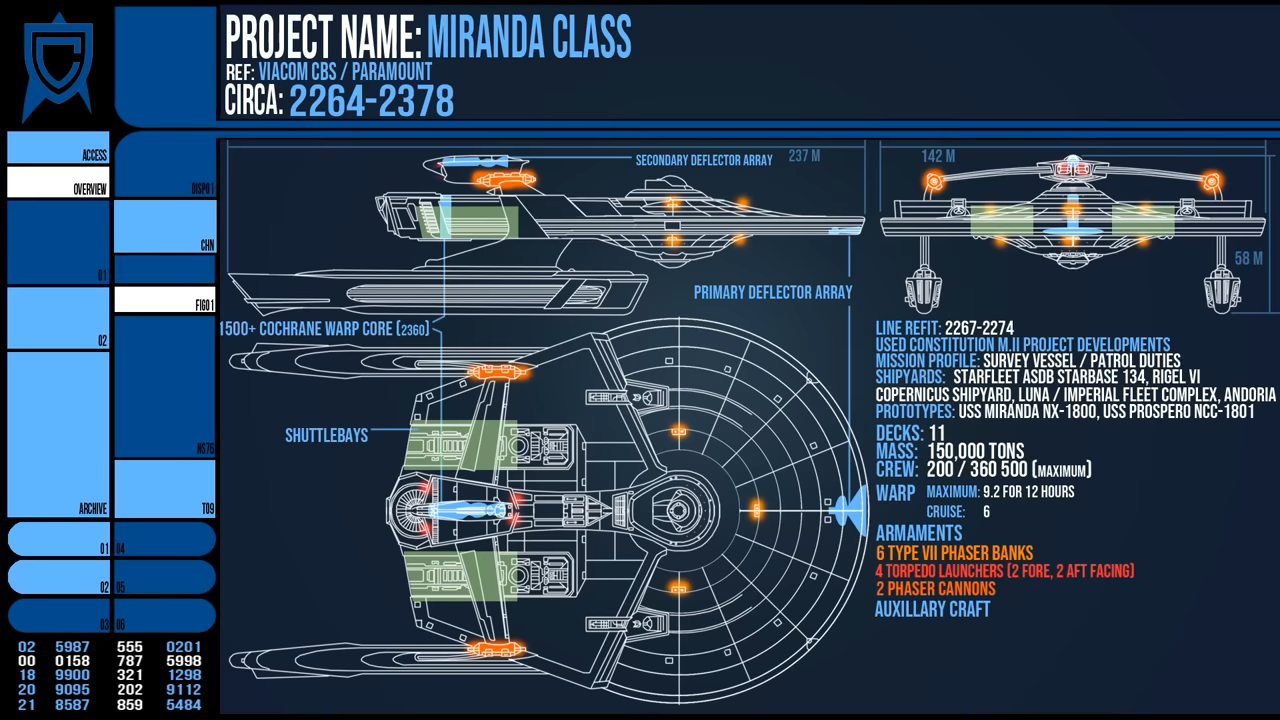 PROJECT NAME: MIRANDA CLASS
REF: VIACOM CBS / PARAMOUNT
CIRCA: 2264-2378
ACCESS
OVERVIEW
DISPO1
CHN
01
FIG01
02
NS76
ARCHIVE
T09
01 04
02 05
03 06
02 5987 555 0201
00 0158 787 5998
18 9900 321 1298
20 9095 202 9112
21 8587 859 5484
SECONDARY DEFLECTOR ARRAY
237 M
142 M
58 M
PRIMARY DEFLECTOR ARRAY
1500+ COCHRANE WARP CORE (2360)
SHUTTLEBAYS
LINE REFIT: 2267-2274
USED CONSTITUTION M.II PROJECT DEVELOPMENTS
MISSION PROFILE: SURVEY VESSEL / PATROL DUTIES
SHIPYARDS: STARFLEET ASDB STARBASE 134, RIGEL VI
COPERNICUS SHIPYARD, LUNA / IMPERIAL FLEET COMPLEX, ANDORIA
PROTOTYPES: USS MIRANDA NX-1800, USS PROSPERO NCC-1801
DECKS: 11
MASS: 150,000 TONS
CREW: 200 / 360 500 (MAXIMUM)
WARP MAXIMUM: 9.2 FOR 12 HOURS
CRUISE: 6
ARMAMENTS
6 TYPE VII PHASER BANKS
4 TORPEDO LAUNCHERS (2 FORE, 2 AFT FACING)
2 PHASER CANNONS
AUXILLARY CRAFT